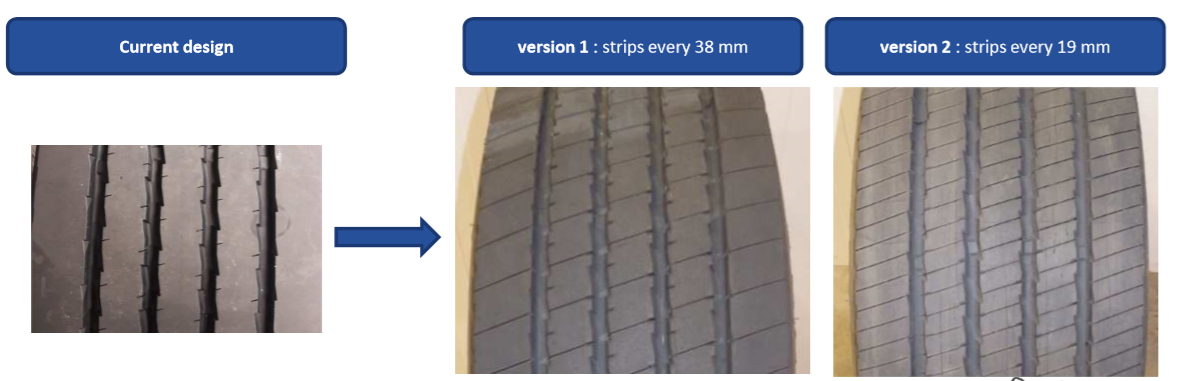 Current design
version 1 : strips every 38 mm
version 2 : strips every 19 mm